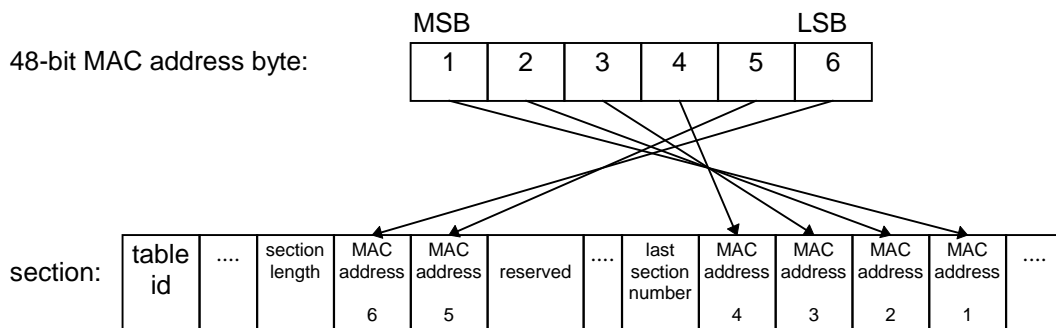 MSB LSB
48-bit MAC address byte: 1 2 3 4 5 6
section: table id .... section length MAC address 6 MAC address 5 reserved .... last section number MAC address 4 MAC address 3 MAC address 2 MAC address 1 ....